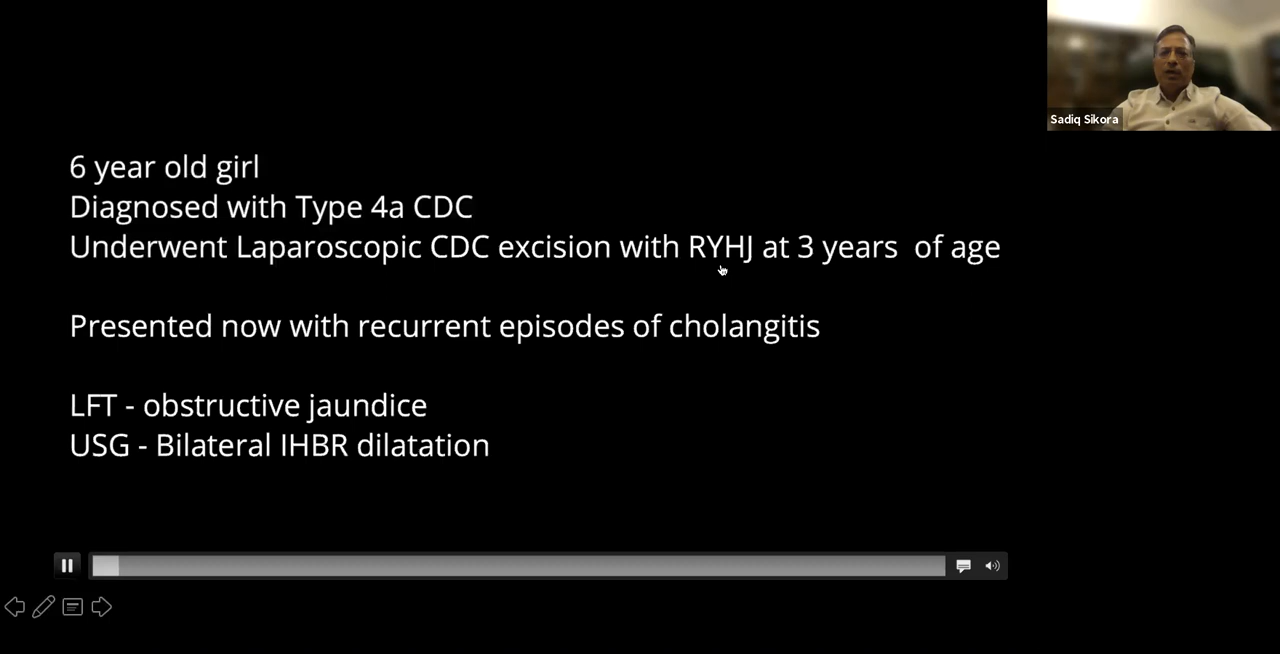 Sadiq Sikora
6 year old girl
Diagnosed with Type 4a CDC
Underwent Laparoscopic CDC excision with RYHJ at 3 years of age
Presented now with recurrent episodes of cholangitis
LFT - obstructive jaundice
USG - Bilateral IHBR dilatation